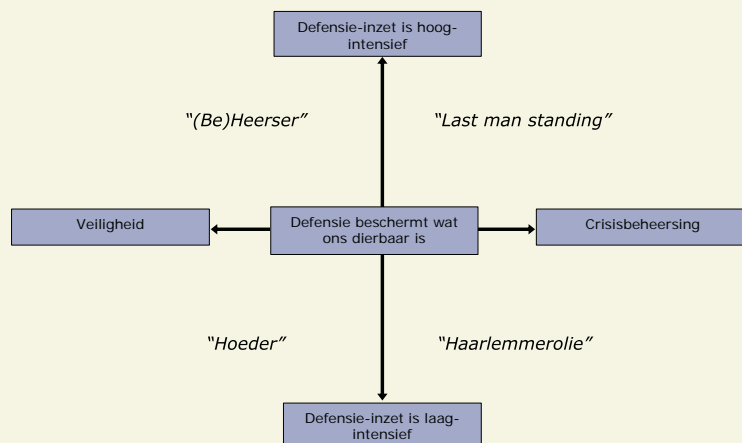 Defensie-inzet is hoog-
intensief
“(Be)Heerser”
“Last man standing”
Veiligheid
Defensie beschermt wat
ons dierbaar is
Crisisbeheersing
“Hoeder”
“Haarlemmerolie”
Defensie-inzet is laag-
intensief